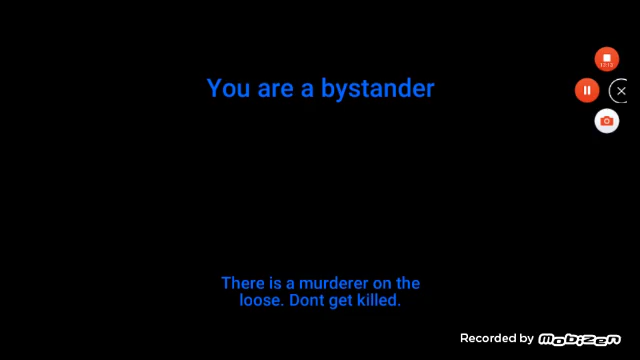 You are a bystander
There is a murderer on the
loose. Dont get killed.
Recorded by Mobizen